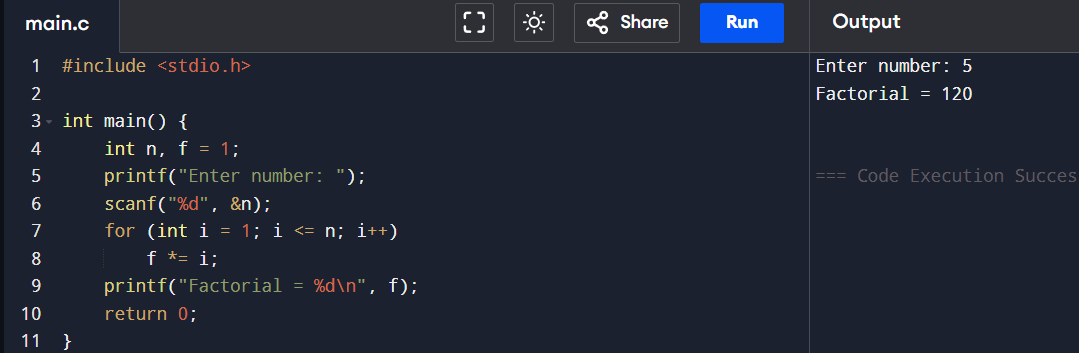 main.c
Share
Run
Output
1 #include <stdio.h>
2
3 int main() {
4     int n, f = 1;
5     printf("Enter number: ");
6     scanf("%d", &n);
7     for (int i = 1; i <= n; i++)
8         f *= i;
9     printf("Factorial = %d\n", f);
10     return 0;
11 }
Enter number: 5
Factorial = 120
=== Code Execution Succes